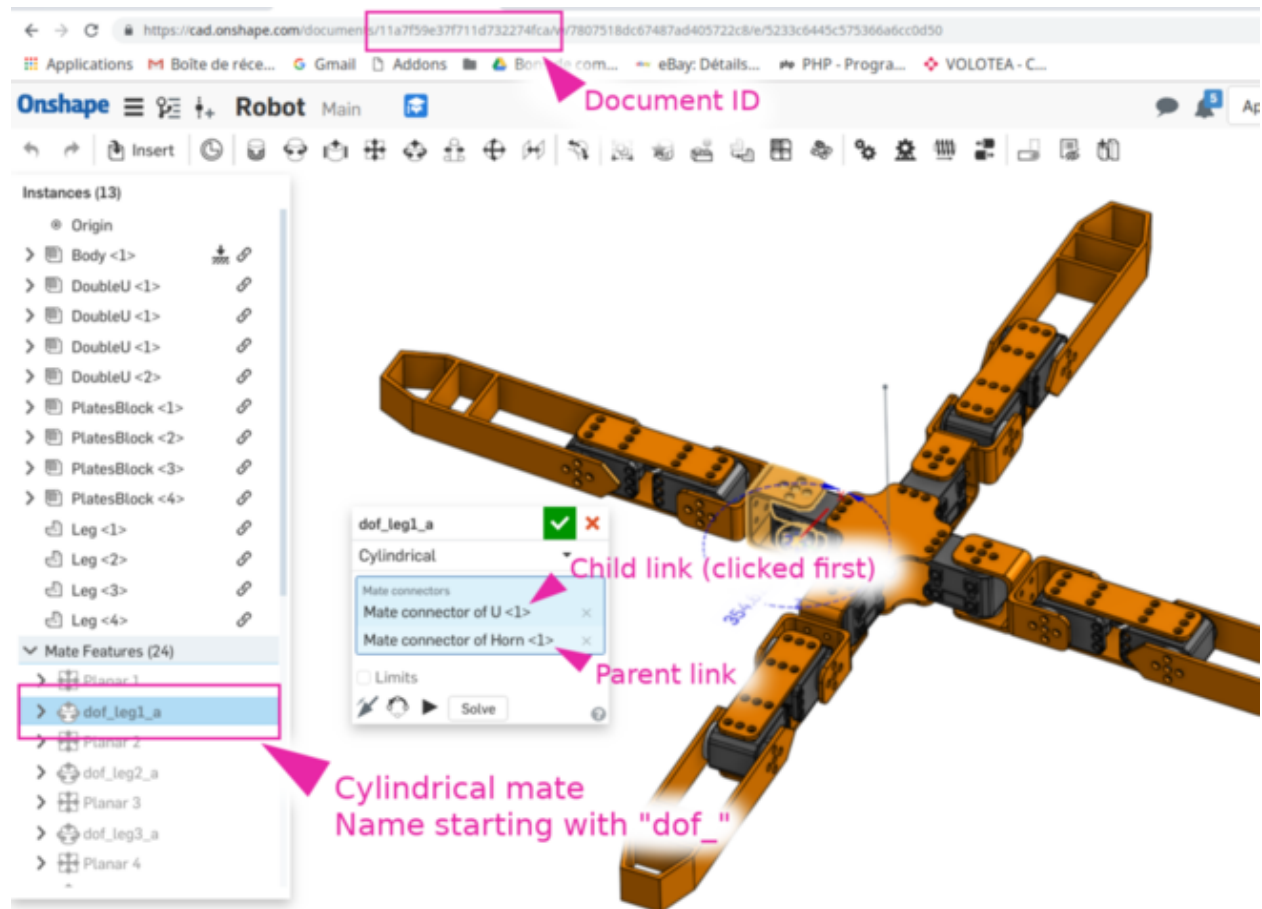 https://cad.onshape.com/documents/11a7f59e37f711d732274fca/w/7807518dc67487ad405722c8/e/5233c6445c575366a6cc0d50
Applications Boîte de réce... Gmail Addons Bons de com... eBay: Détails... PHP - Progra... VOLOTEA - C...
Document ID
Onshape Robot Main 5
Insert
Instances (13)
Origin
Body <1>
DoubleU <1>
DoubleU <1>
DoubleU <1>
DoubleU <2>
PlatesBlock <1>
PlatesBlock <2>
PlatesBlock <3>
PlatesBlock <4>
Leg <1>
Leg <2>
Leg <3>
Leg <4>
Mate Features (24)
Planar 1
dof_leg1_a
Planar 2
dof_leg2_a
Planar 3
dof_leg3_a
Planar 4
dof_leg1_a
Cylindrical
Child link (clicked first)
Mate connectors
Mate connector of U <1>
Mate connector of Horn <1>
Parent link
Limits
Solve
Cylindrical mate
Name starting with "dof_"